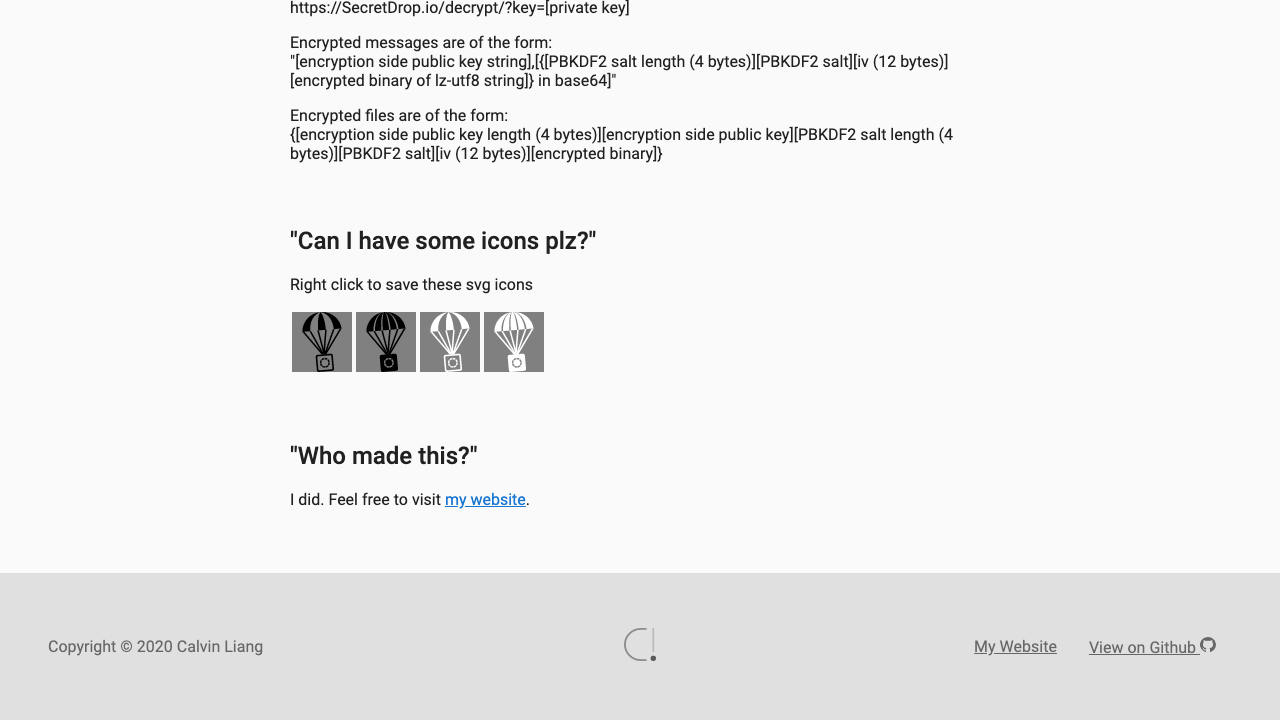 https://SecretDrop.io/decrypt/?key=[private key]
Encrypted messages are of the form:
"[encryption side public key string],[{[PBKDF2 salt length (4 bytes)][PBKDF2 salt][iv (12 bytes)]
[encrypted binary of lz-utf8 string]} in base64]"
Encrypted files are of the form:
{[encryption side public key length (4 bytes)][encryption side public key][PBKDF2 salt length (4
bytes)][PBKDF2 salt][iv (12 bytes)][encrypted binary]}
"Can I have some icons plz?"
Right click to save these svg icons
"Who made this?"
I did. Feel free to visit my website.
Copyright © 2020 Calvin Liang
My Website
View on Github